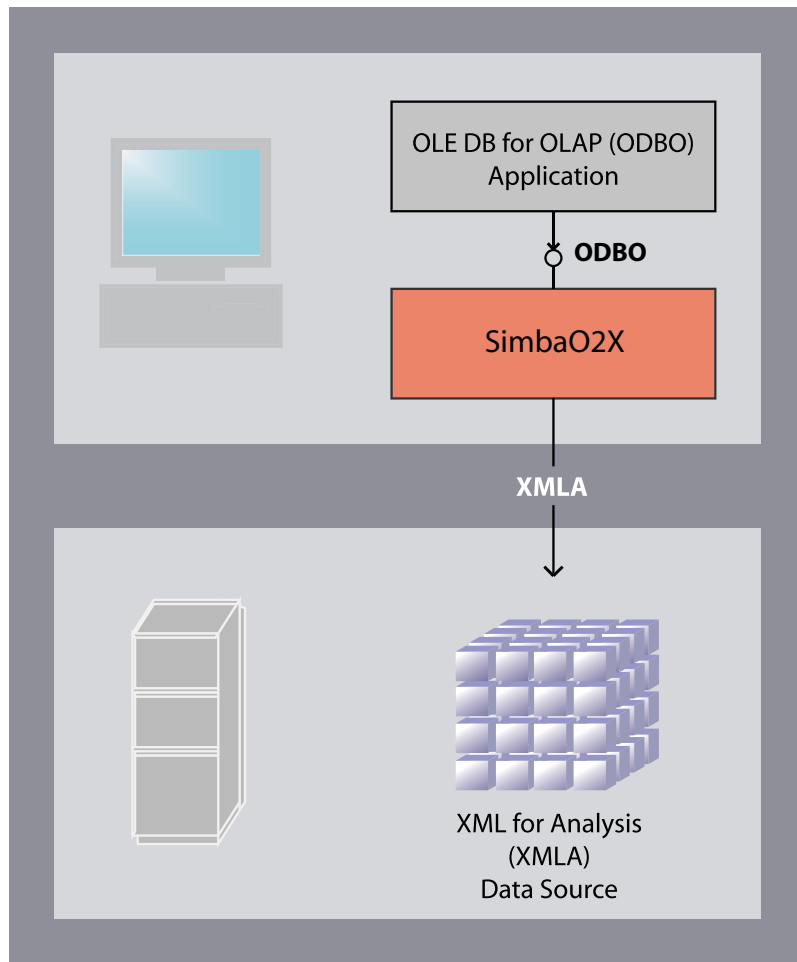 OLE DB for OLAP (ODBO)
Application
ODBO
SimbaO2X
XMLA
XML for Analysis
(XMLA)
Data Source